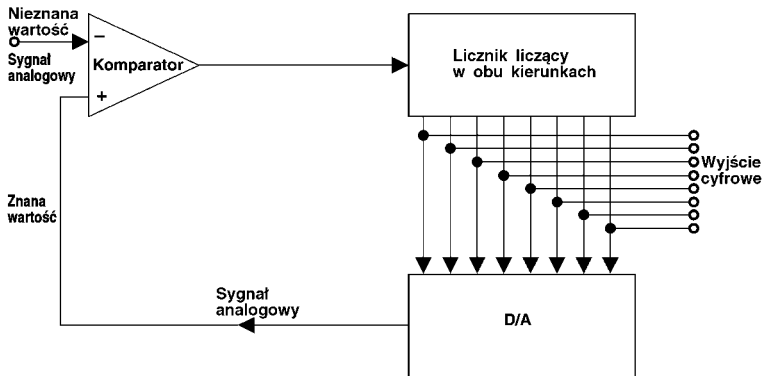 Nieznana
wartość
Sygnał
analogowy
−
Komparator
+
Licznik liczący
w obu kierunkach
Wyjście
cyfrowe
Znana
wartość
Sygnał
analogowy
D/A